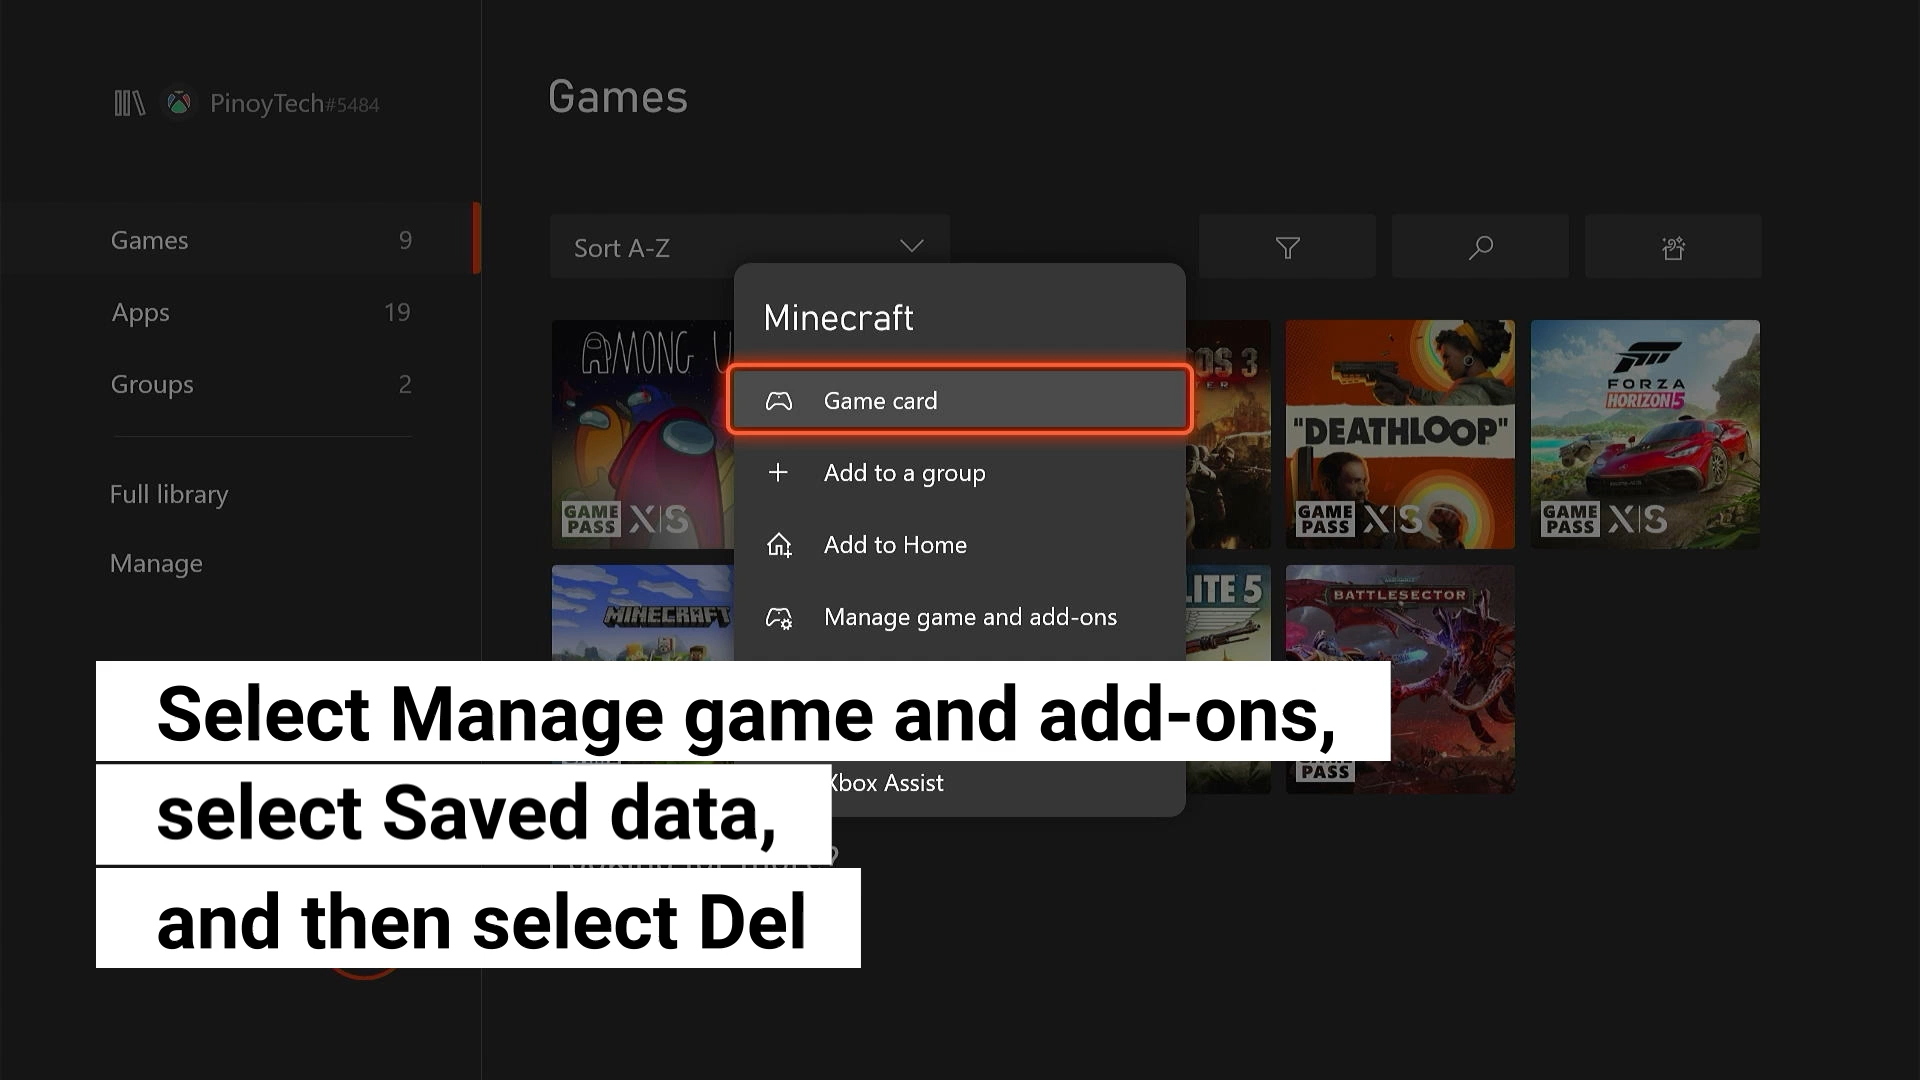 PinoyTech#5484
Games
Games 9
Apps 19
Groups 2
Full library
Manage
Sort A-Z
AMONG U
GAME PASS X|S
OS 3
"DEATHLOOP"
GAME PASS X|S
FORZA
HORIZON 5
GAME PASS X|S
MINECRAFT
LITE 5
BATTLESECTOR
PASS
Minecraft
Game card
Add to a group
Add to Home
Manage game and add-ons
Xbox Assist
Select Manage game and add-ons,
select Saved data,
and then select Del